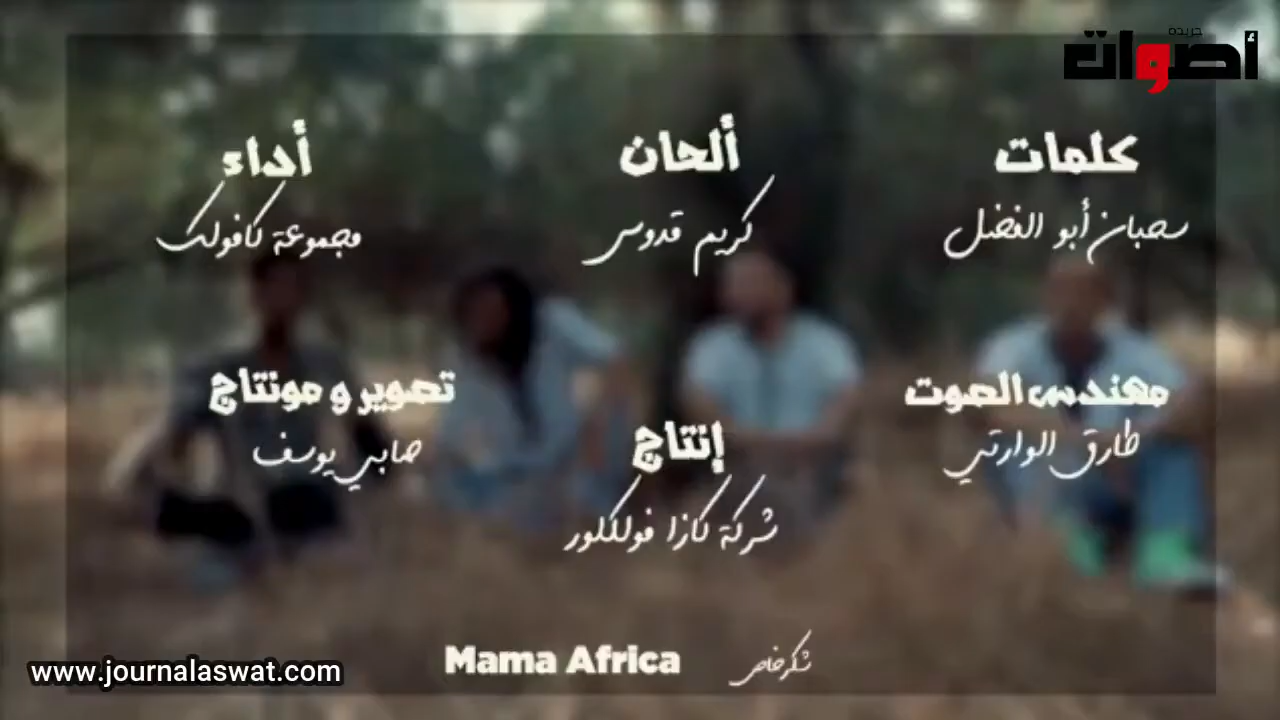 جريدة
أصوات
كلمات
سحبان أبو الفضل
ألحان
كريم قدوس
أداء
مجموعة كافولك
مهندس الصوت
طارق الوارتي
إنتاج
شركة كازا فولكلور
تصوير و مونتاج
صابي يوسف
شكر خاص Mama Africa
www.journalaswat.com